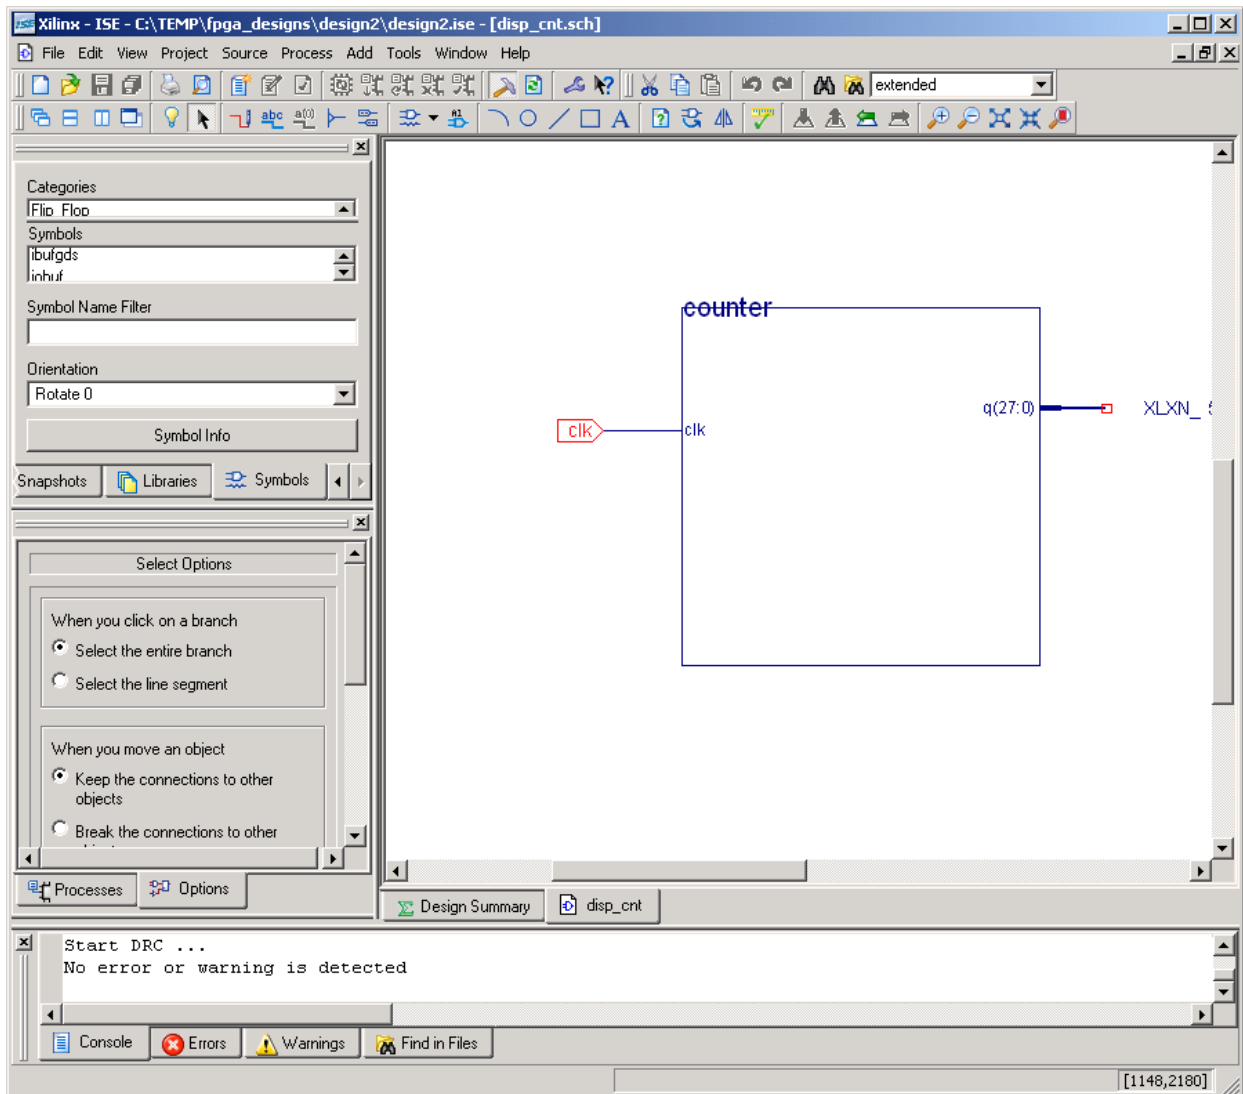 Xilinx - ISE - C:\TEMP\fpga_designs\design2\design2.ise - [disp_cnt.sch]
File Edit View Project Source Process Add Tools Window Help
extended
Categories
Flip_Flop
Symbols
ibufgds
iobuf
Symbol Name Filter
Orientation
Rotate 0
Symbol Info
Snapshots Libraries Symbols
Select Options
When you click on a branch
Select the entire branch
Select the line segment
When you move an object
Keep the connections to other
objects
Break the connections to other
Processes Options
counter
q(27:0)
XLXN_
clk
clk
Design Summary disp_cnt
Start DRC ...
No error or warning is detected
Console Errors Warnings Find in Files
[1148,2180]